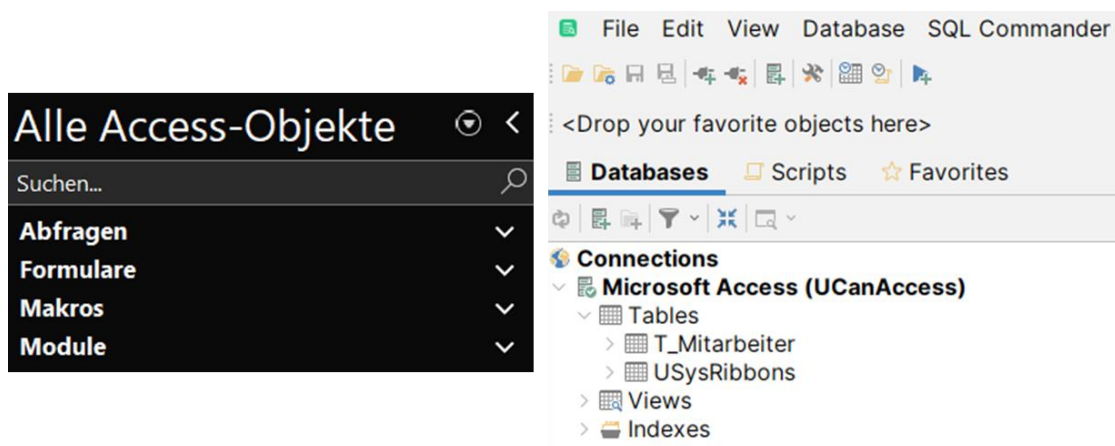 Alle Access-Objekte
Suchen...
Abfragen
Formulare
Makros
Module
File Edit View Database SQL Commander
<Drop your favorite objects here>
Databases Scripts Favorites
Connections
Microsoft Access (UCanAccess)
Tables
T_Mitarbeiter
USysRibbons
Views
Indexes